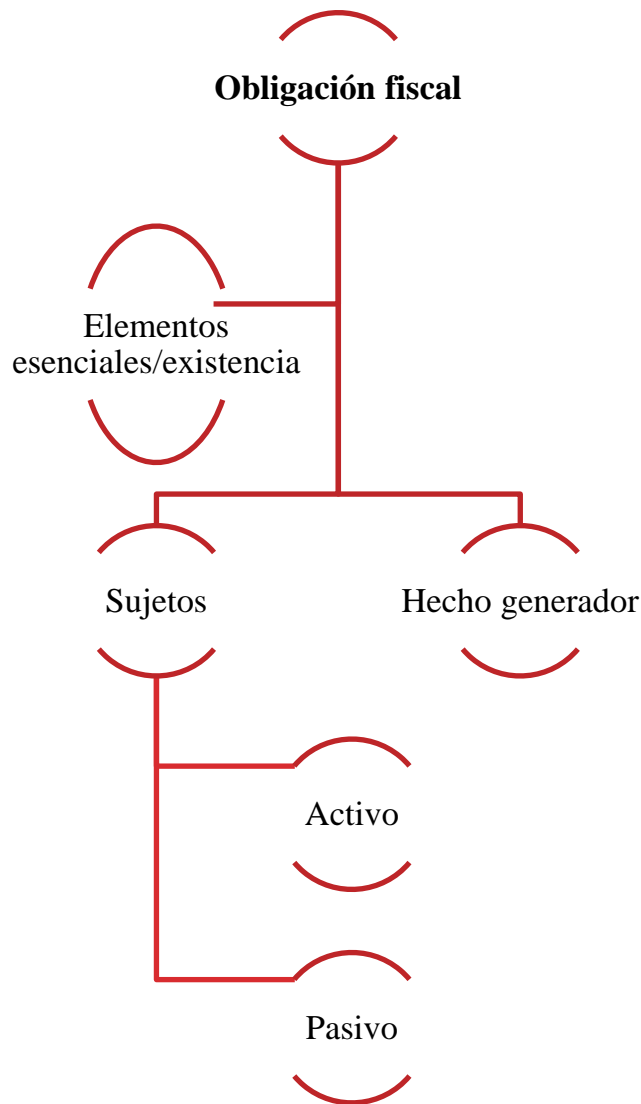 Obligación fiscal
Elementos
esenciales/existencia
Sujetos
Hecho generador
Activo
Pasivo